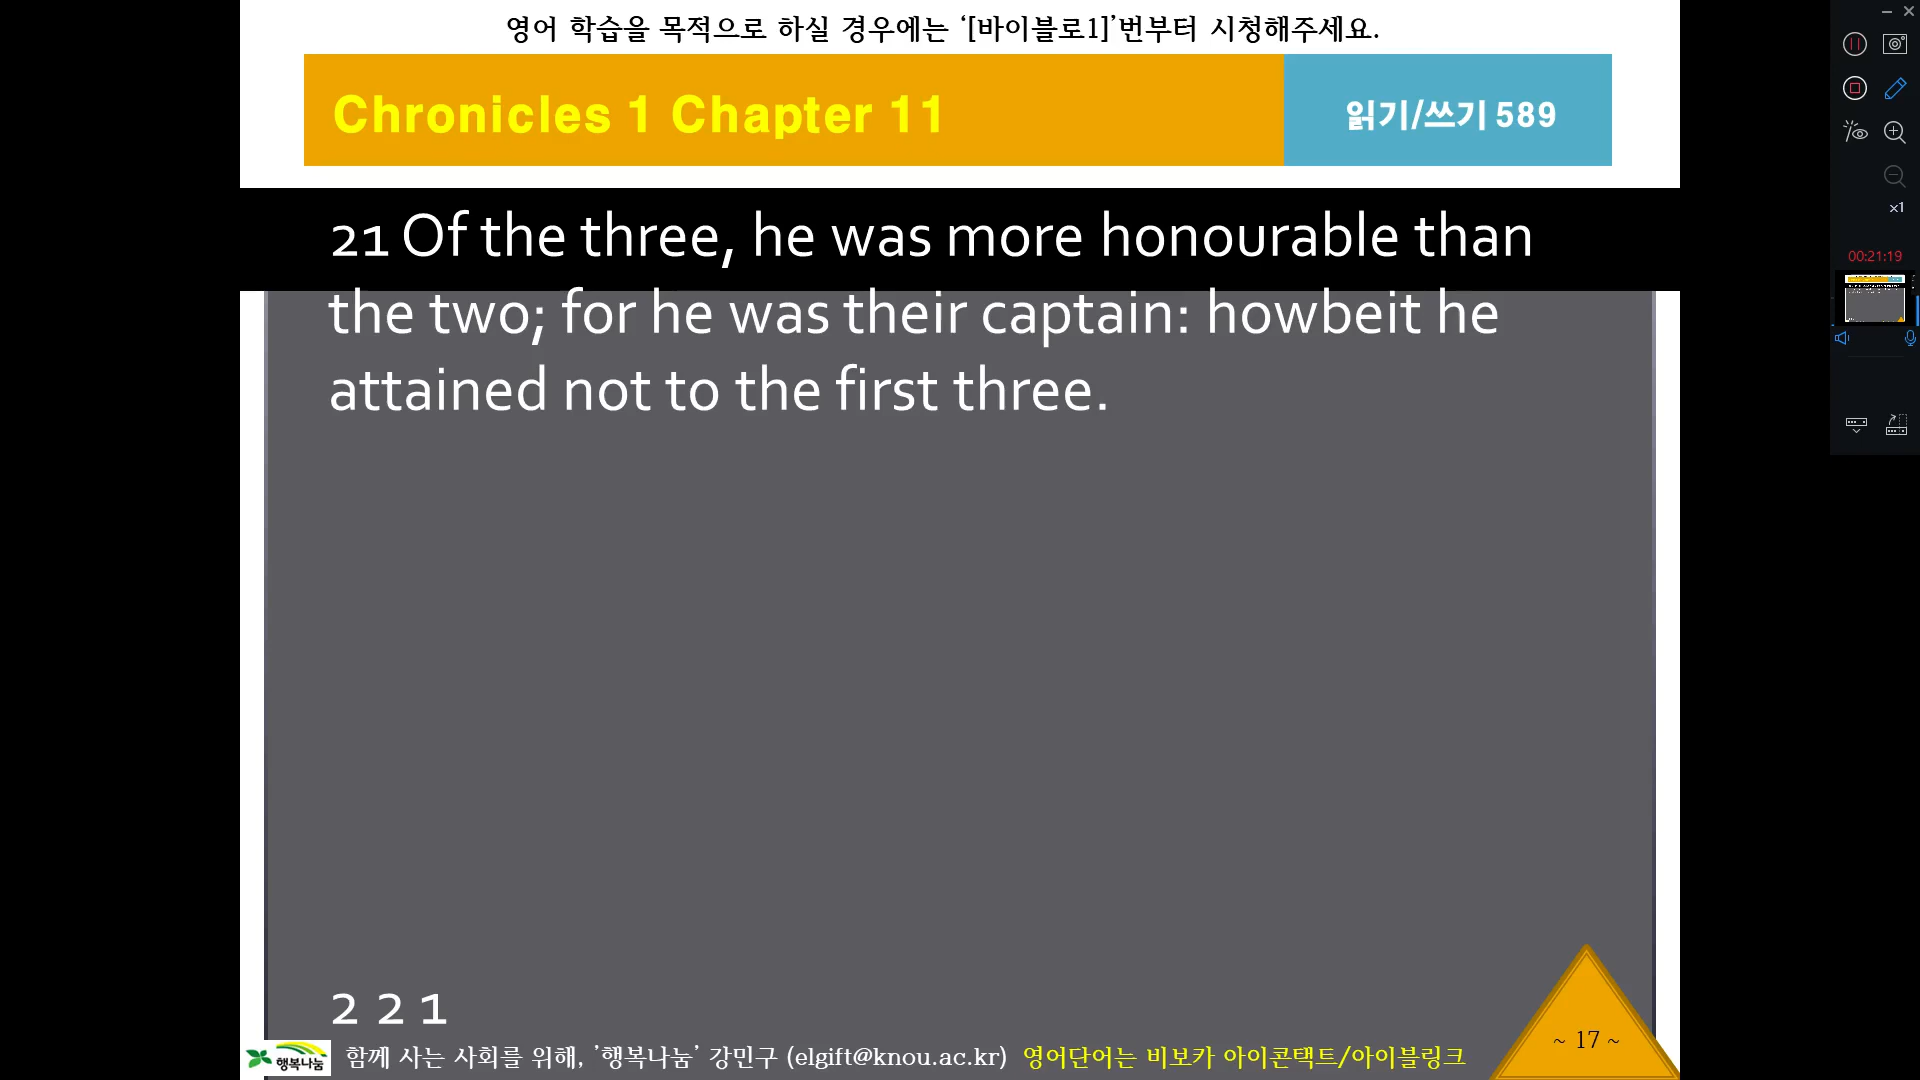 영어 학습을 목적으로 하실 경우에는 ‘[바이블로1]’번부터 시청해주세요.
Chronicles 1 Chapter 11
읽기/쓰기 589
x1
00:21:19
21 Of the three, he was more honourable than
the two; for he was their captain: howbeit he
attained not to the first three.
2 2 1
~ 17 ~
행복나눔
함께 사는 사회를 위해, ’행복나눔’ 강민구 (elgift@knou.ac.kr) 영어단어는 비보카 아이콘택트/아이블링크